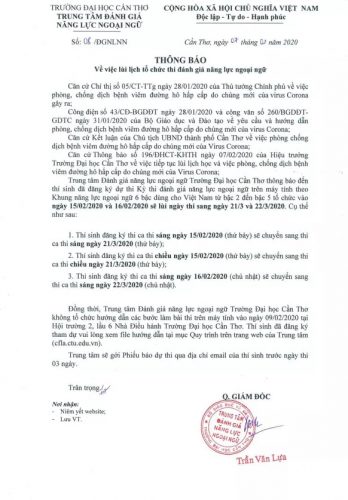 TRƯỜNG ĐẠI HỌC CẦN THƠ
TRUNG TÂM ĐÁNH GIÁ
NĂNG LỰC NGOẠI NGỮ
CỘNG HÒA XÃ HỘI CHỦ NGHĨA VIỆT NAM
Độc lập - Tự do - Hạnh phúc
Số: 08 /ĐGNLNN
Cần Thơ, ngày 07 tháng 02 năm 2020
THÔNG BÁO
Về việc lùi lịch tổ chức thi đánh giá năng lực ngoại ngữ
Căn cứ Chỉ thị số 05/CT-TTg ngày 28/01/2020 của Thủ tướng Chính phủ về việc
phòng, chống dịch bệnh viêm đường hô hấp cấp do chủng mới của virus Corona
gây ra;
Công điện số 43/CĐ-BGDĐT ngày 28/01/2020 và công văn số 260/BGDĐT-
GDTC ngày 31/01/2020 của Bộ Giáo dục và Đào tạo về yêu cầu và hướng dẫn
phòng, chống dịch bệnh viêm đường hô hấp cấp do chủng mới của virus Corona;
Căn cứ Kết luận của Chủ tịch UBND thành phố Cần Thơ về việc phòng, chống
dịch bệnh viêm đường hô hấp cấp do chủng mới của virus Corona;
Căn cứ Thông báo số 196/ĐHCT-KHTH ngày 07/02/2020 của Hiệu trưởng
Trường Đại học Cần Thơ về việc tiếp tục lùi lịch học và việc phòng, chống dịch bệnh
viêm đường hô hấp cấp do chủng mới của Virus Corona;
Trung tâm Đánh giá năng lực ngoại ngữ Trường Đại học Cần Thơ thông báo đến
thí sinh đã đăng ký dự thi Kỳ thi đánh giá năng lực ngoại ngữ trên máy tính theo
Khung năng lực ngoại ngữ 6 bậc dùng cho Việt Nam từ bậc 2 đến bậc 5 tổ chức vào
ngày 15/02/2020 và 16/02/2020 sẽ lùi ngày thi sang ngày 21/3 và 22/3/2020. Cụ thể
như sau:
1. Thí sinh đăng ký thi ca thi sáng ngày 15/02/2020 (thứ bảy) sẽ chuyển sang thi
ca thi sáng ngày 21/3/2020 (thứ bảy);
2. Thí sinh đăng ký thi ca thi chiều ngày 15/02/2020 (thứ bảy) sẽ chuyển sang thi
ca thi chiều ngày 21/3/2020 (thứ bảy);
3. Thí sinh đăng ký thi ca thi sáng ngày 16/02/2020 (chủ nhật) sẽ chuyển sang
thi ca thi sáng ngày 22/3/2020 (chủ nhật).
Đồng thời, Trung tâm Đánh giá năng lực ngoại ngữ Trường Đại học Cần Thơ
không tổ chức hướng dẫn các bước làm bài thi trên máy tính vào ngày 09/02/2020 tại
Hội trường 2, lầu 6 Nhà Điều hành Trường Đại học Cần Thơ. Thí sinh đã đăng ký
tham dự vui lòng xem file hướng dẫn tại mục Quy trình trên trang web của Trung tâm
(cfla.ctu.edu.vn).
Trung tâm sẽ gửi Phiếu báo dự thi qua địa chỉ email của thí sinh trước ngày thi
03 ngày.
Trân trọng
Nơi nhận:
- Niêm yết website;
- Lưu VT.
Q. GIÁM ĐỐC
TRUNG TÂM
ĐÁNH GIÁ
NĂNG LỰC
NGOẠI NGỮ
Trần Văn Lựa